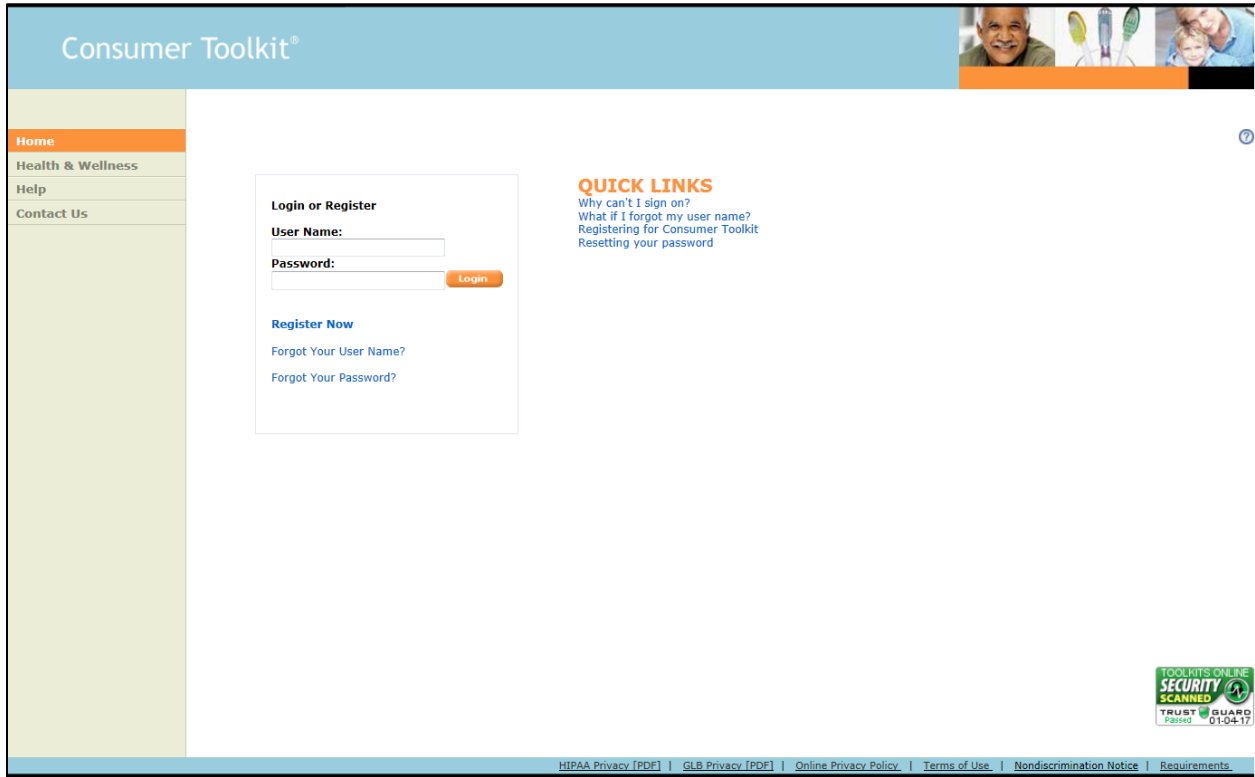 Consumer Toolkit®
Home
Health & Wellness
Help
Contact Us
Login or Register
User Name:
Password:
Login
Register Now
Forgot Your User Name?
Forgot Your Password?
QUICK LINKS
Why can't I sign on?
What if I forgot my user name?
Registering for Consumer Toolkit
Resetting your password
?
TOOLKITS ONLINE
SECURITY
SCANNED
TRUST GUARD
Passed 01-04-17
HIPAA Privacy [PDF] | GLB Privacy [PDF] | Online Privacy Policy | Terms of Use | Nondiscrimination Notice | Requirements